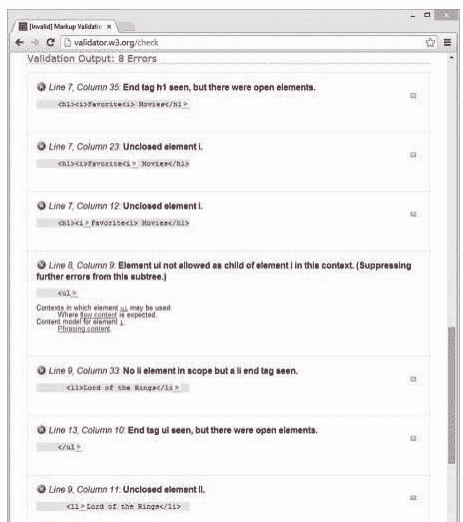 [Invalid] Markup Validatio ×
validator.w3.org/check
Validation Output: 8 Errors
Line 7, Column 35: End tag h1 seen, but there were open elements.
<h1><i>Favorite<i> Movies</h1>
Line 7, Column 23: Unclosed element i.
<h1><i>Favorite<i> Movies</h1>
Line 7, Column 12: Unclosed element i.
<h1><i>Favorite<i> Movies</h1>
Line 8, Column 9: Element ul not allowed as child of element i in this context. (Suppressing
further errors from this subtree.)
<ul>
Contexts in which element ul may be used:
Where flow content is expected.
Content model for element i:
Phrasing content.
Line 9, Column 33: No li element in scope but a li end tag seen.
<li>Lord of the Rings</li>
Line 13, Column 10: End tag ul seen, but there were open elements.
</ul>
Line 9, Column 11: Unclosed element li.
<li>Lord of the Rings</li>